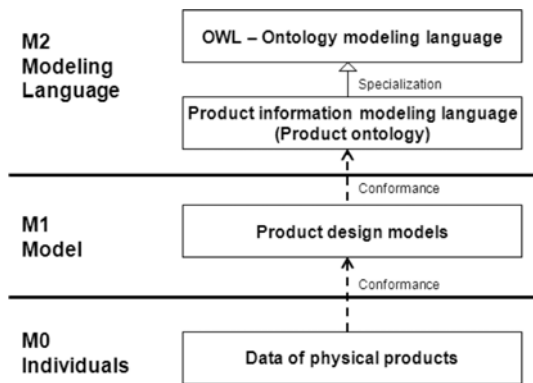 M2
Modeling
Language
OWL – Ontology modeling language
Specialization
Product information modeling language
(Product ontology)
Conformance
M1
Model
Product design models
Conformance
M0
Individuals
Data of physical products